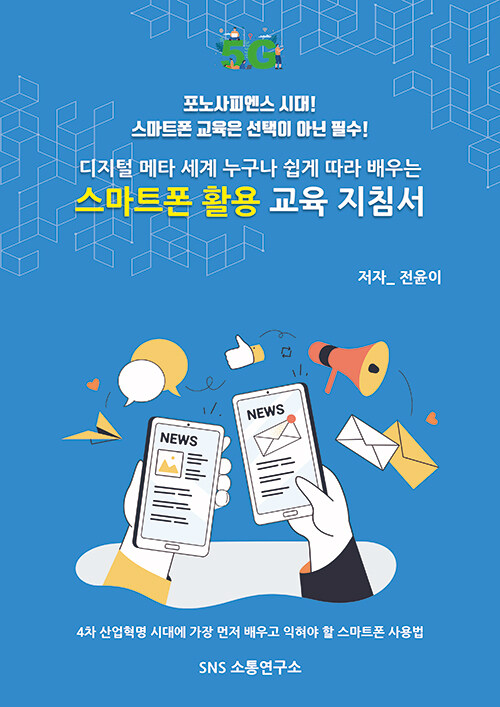 5G
포노사피엔스 시대!
스마트폰 교육은 선택이 아닌 필수!
디지털 메타 세계 누구나 쉽게 따라 배우는
스마트폰 활용 교육 지침서
저자_ 전윤이
NEWS
NEWS
4차 산업혁명 시대에 가장 먼저 배우고 익혀야 할 스마트폰 사용법
SNS 소통연구소